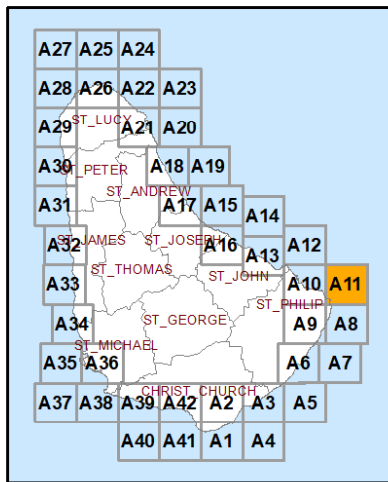 A27 A25 A24
A28 A26 A22 A23
A29 ST_LUCY A21 A20
A30 ST_PETER A18 A19
ST_ANDREW
A31 A17 A15 A14
A32 ST_JAMES ST_JOSEPH A16 A13 A12
A33 ST_THOMAS ST_JOHN A10 A11
ST_PHILIP
A34 ST_GEORGE A9 A8
ST_MICHAEL
A35 A36 A6 A7
CHRIST_CHURCH
A37 A38 A39 A42 A2 A3 A5
A40 A41 A1 A4